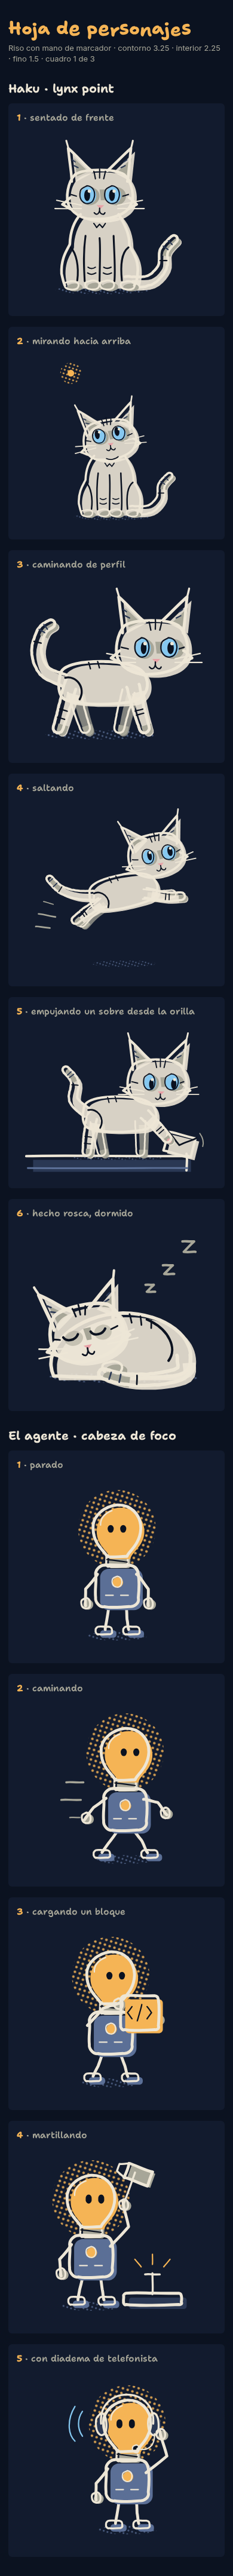 Hoja de personajes
Riso con mano de marcador · contorno 3.25 · interior 2.25
· fino 1.5 · cuadro 1 de 3
Haku · lynx point
1 · sentado de frente
2 · mirando hacia arriba
3 · caminando de perfil
4 · saltando
5 · empujando un sobre desde la orilla
6 · hecho rosca, dormido
z
z
z
El agente · cabeza de foco
1 · parado
2 · caminando
3 · cargando un bloque
</>
4 · martillando
5 · con diadema de telefonista